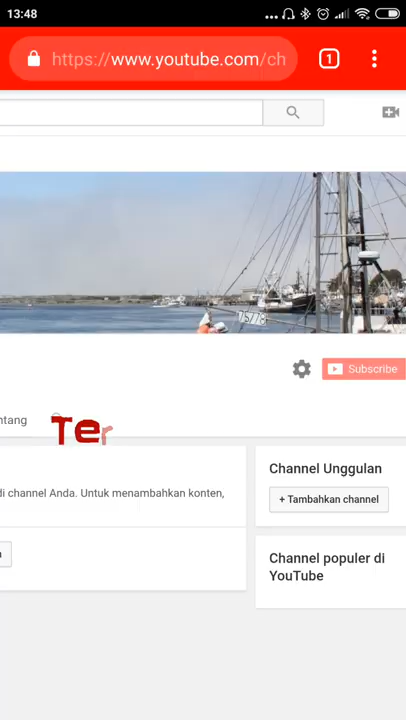 13:48
https://www.youtube.com/ch
1
75778
Subscribe
ntang
Ter
di channel Anda. Untuk menambahkan konten,
Channel Unggulan
+ Tambahkan channel
Channel populer di
YouTube